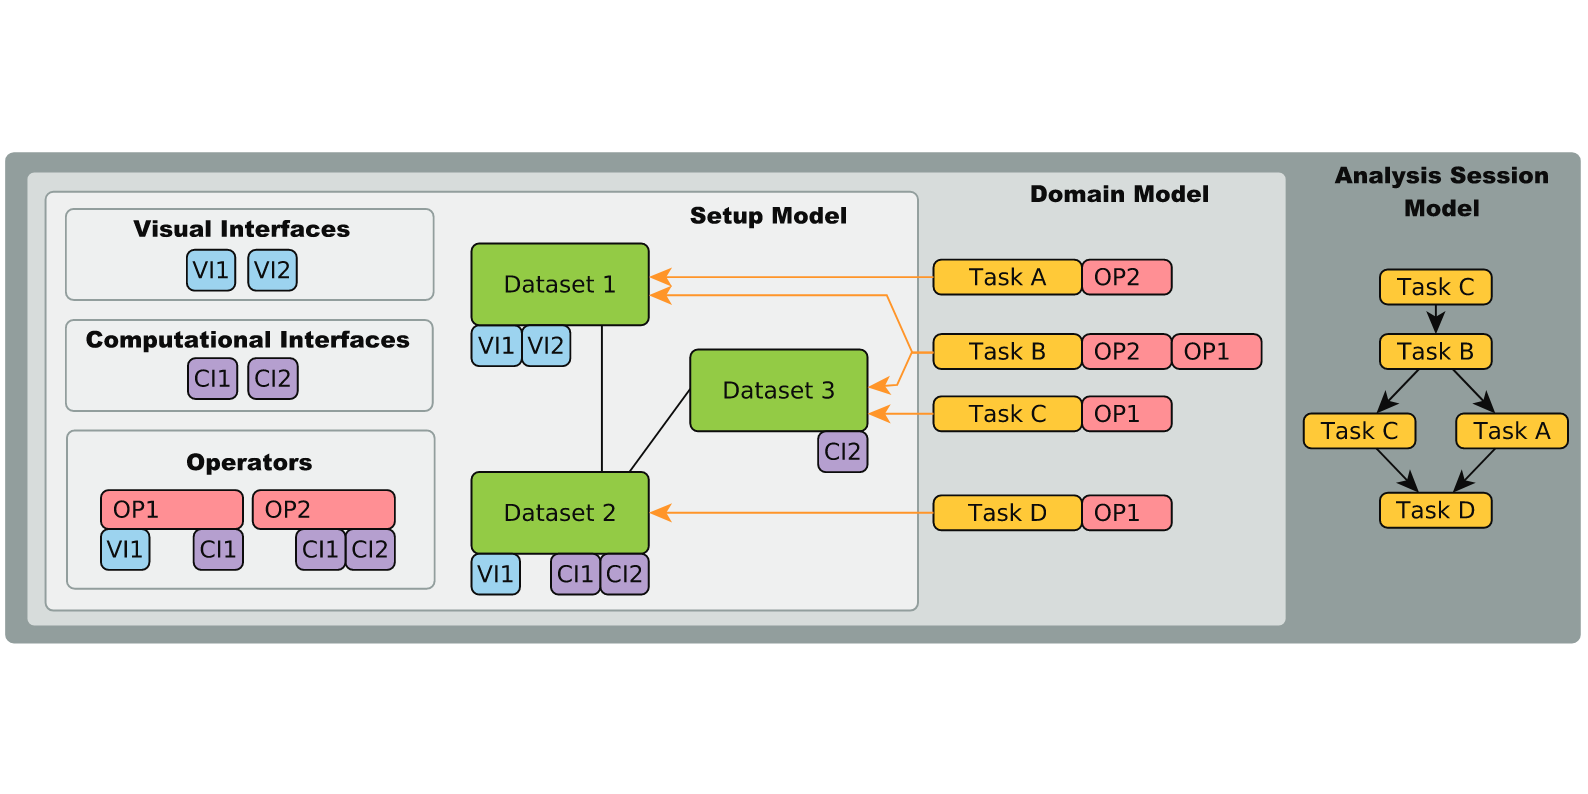 Analysis Session
Model
Domain Model
Setup Model
Visual Interfaces
VI1 VI2
Computational Interfaces
CI1 CI2
Operators
OP1 OP2
VI1 CI1 CI1 CI2
Dataset 1
VI1 VI2
Dataset 3
CI2
Dataset 2
VI1 CI1 CI2
Task A OP2
Task B OP2 OP1
Task C OP1
Task D OP1
Task C
Task B
Task C Task A
Task D